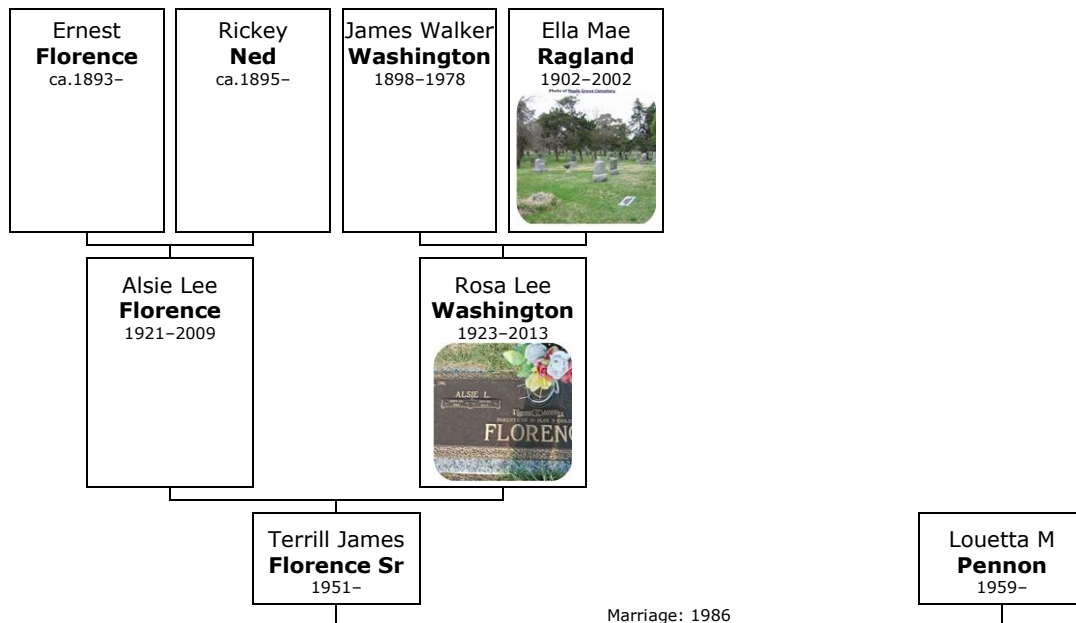 Ernest
Florence
ca.1893–
Rickey
Ned
ca.1895–
James Walker
Washington
1898–1978
Ella Mae
Ragland
1902–2002
Photo of Maple Grove Cemetery
Alsie Lee
Florence
1921–2009
Rosa Lee
Washington
1923–2013
ALSIE L.
FLOREN
Terrill James
Florence Sr
1951–
Louetta M
Pennon
1959–
Marriage: 1986